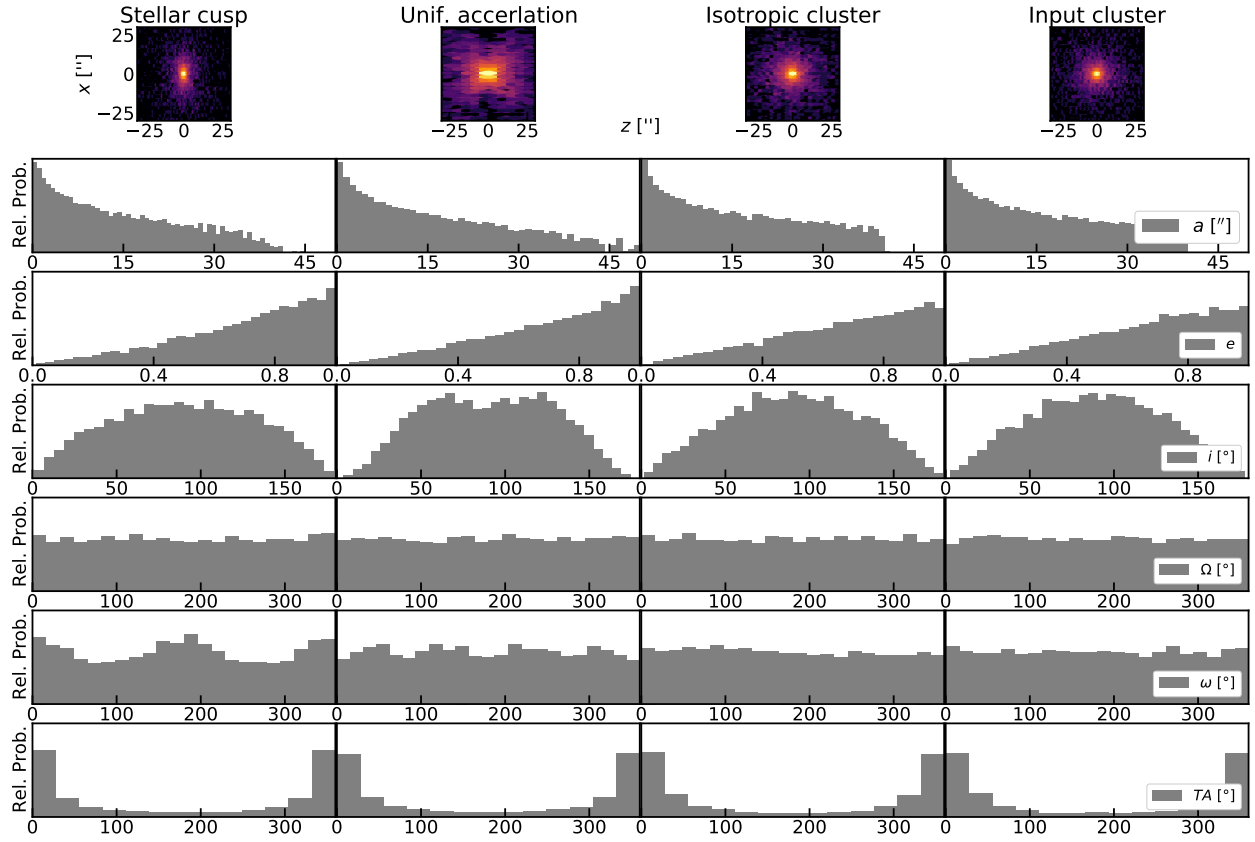 Stellar cusp Unif. accerlation Isotropic cluster Input cluster
25
0
−25
x ['']
−25 0 25 −25 0 25 −25 0 25 −25 0 25
z ['']
Rel. Prob.
a [″]
0 15 30 45 0 15 30 45 0 15 30 45 0 15 30 45
Rel. Prob.
e
0.0 0.4 0.8 0.0 0.4 0.8 0.0 0.4 0.8 0.0 0.4 0.8
Rel. Prob.
i [°]
0 50 100 150 0 50 100 150 0 50 100 150 0 50 100 150
Rel. Prob.
Ω [°]
0 100 200 300 0 100 200 300 0 100 200 300 0 100 200 300
Rel. Prob.
ω [°]
0 100 200 300 0 100 200 300 0 100 200 300 0 100 200 300
Rel. Prob.
TA [°]
0 100 200 300 0 100 200 300 0 100 200 300 0 100 200 300